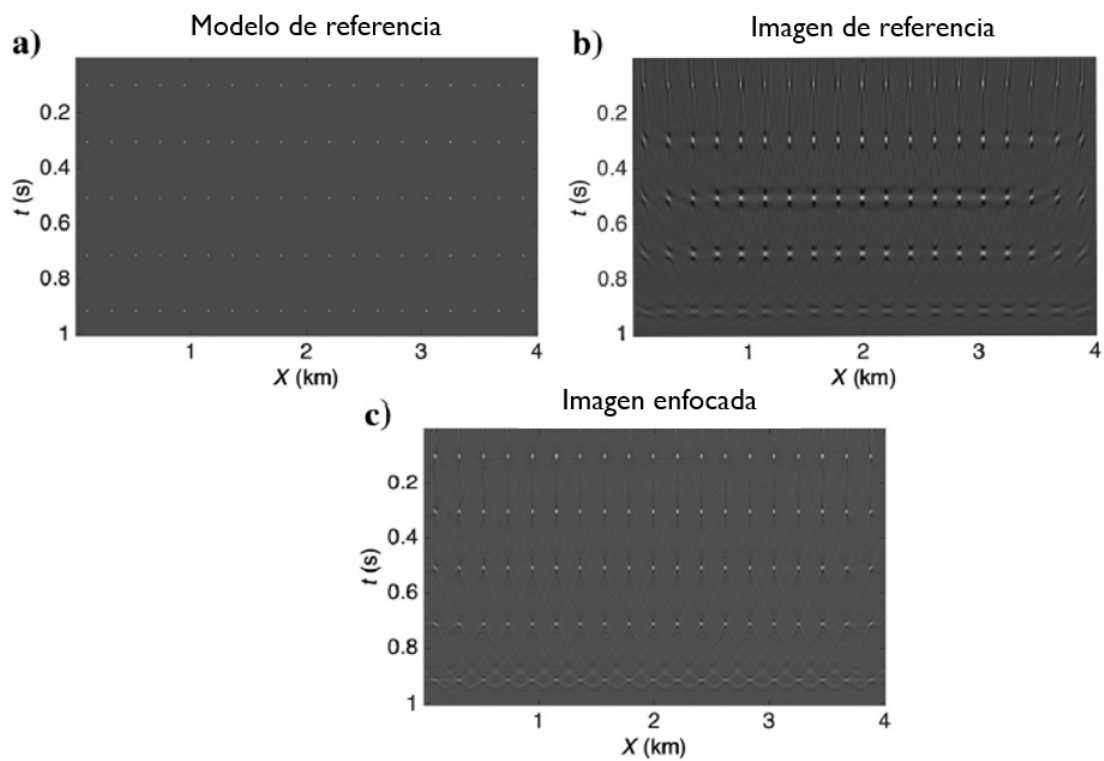 Modelo de referencia
a)
0.2
0.4
0.6
0.8
1
t (s)
1
2
3
4
X (km)
Imagen de referencia
b)
0.2
0.4
0.6
0.8
1
t (s)
1
2
3
4
X (km)
Imagen enfocada
c)
0.2
0.4
0.6
0.8
1
t (s)
1
2
3
4
X (km)